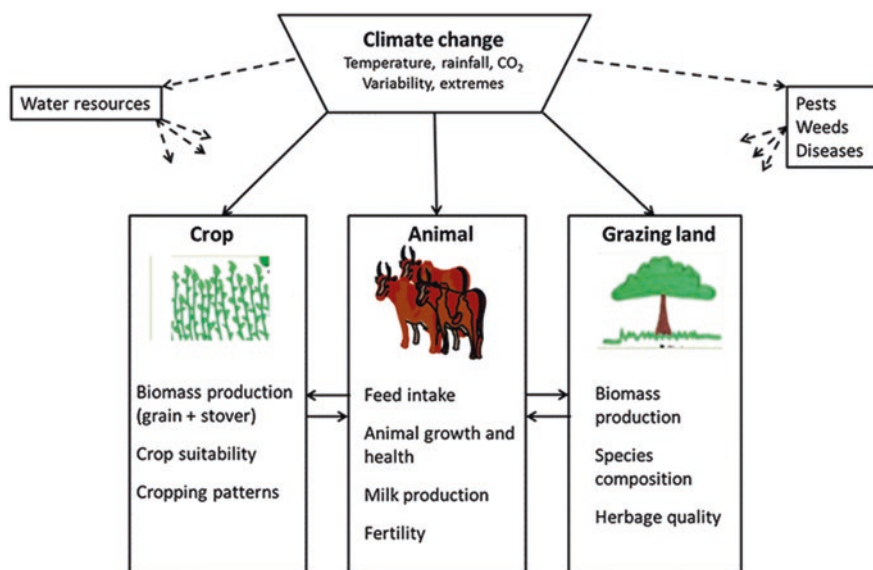 Climate change
Temperature, rainfall, CO₂
Variability, extremes
Water resources
Pests
Weeds
Diseases
Crop
Biomass production
(grain + stover)
Crop suitability
Cropping patterns
Animal
Feed intake
Animal growth and
health
Milk production
Fertility
Grazing land
Biomass
production
Species
composition
Herbage quality